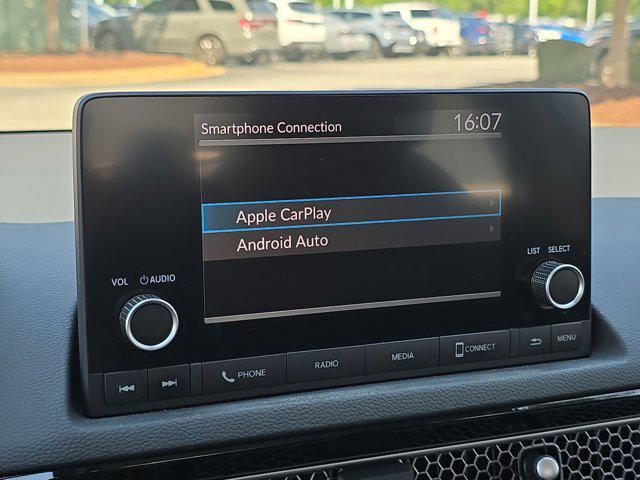 Smartphone Connection 16:07
Apple CarPlay
Android Auto
VOL AUDIO
LIST SELECT
PHONE RADIO MEDIA CONNECT MENU